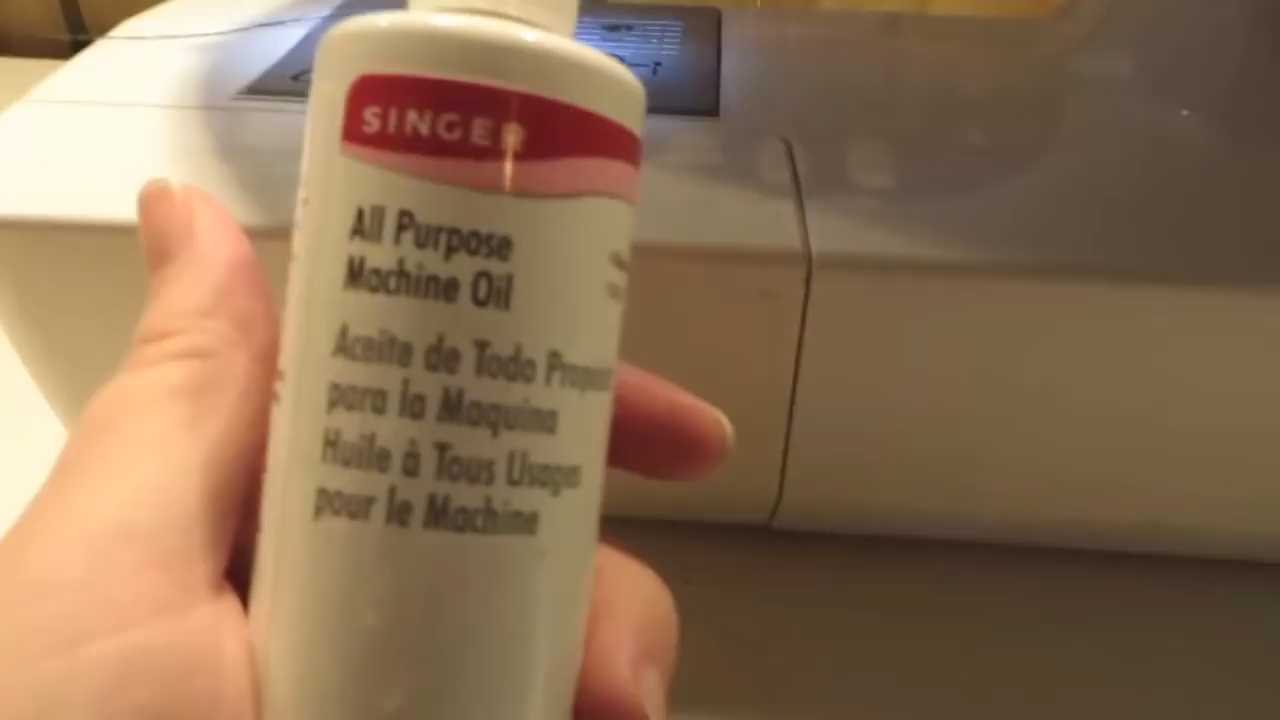 SINGER
All Purpose
Machine Oil
Aceite de Todo
para la Maquina
Huile à Tous Usages
pour le Machine